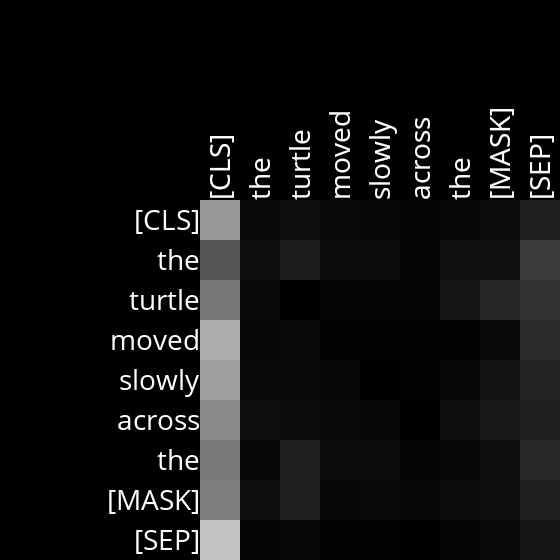 [CLS] the turtle moved slowly across the [MASK] [SEP]
[CLS]
the
turtle
moved
slowly
across
the
[MASK]
[SEP]